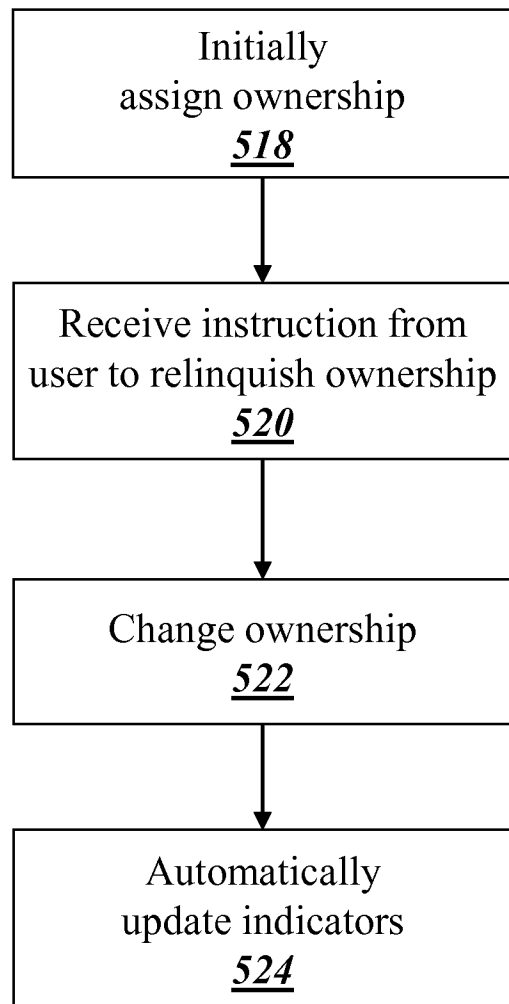 Initially
assign ownership
518
Receive instruction from
user to relinquish ownership
520
Change ownership
522
Automatically
update indicators
524